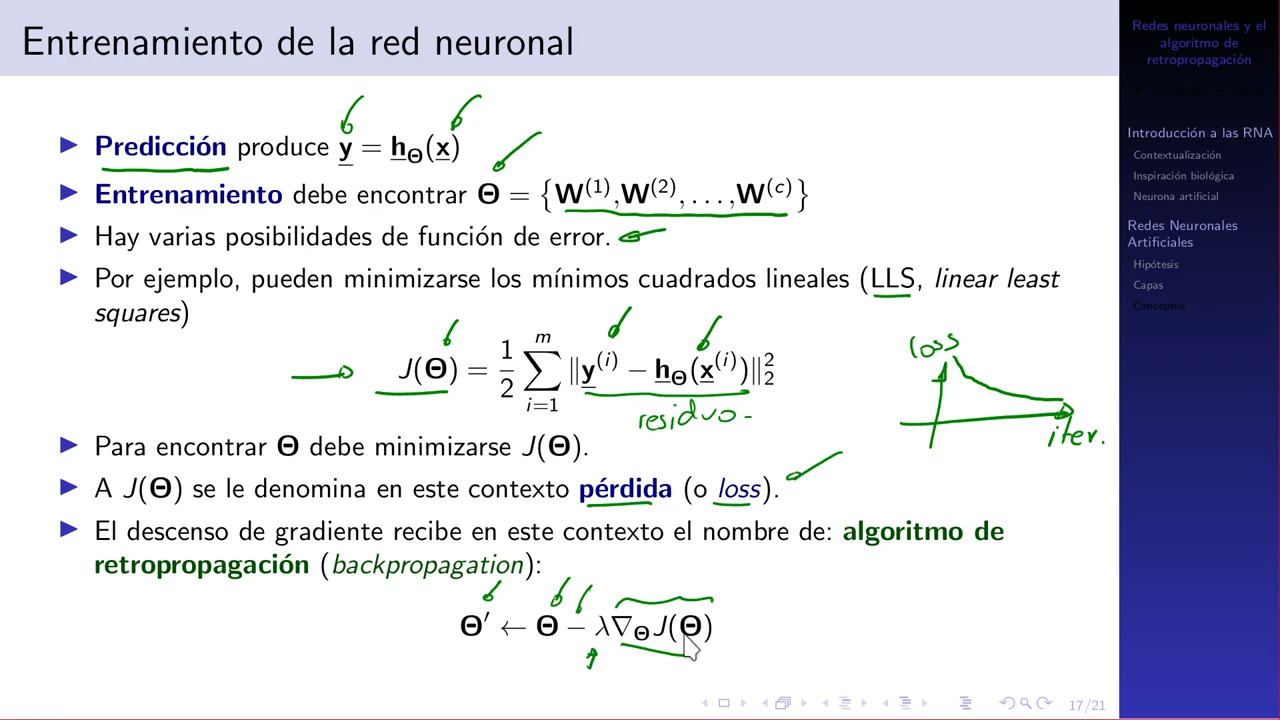 Entrenamiento de la red neuronal
▶ Predicción produce y = h_Θ(x)
▶ Entrenamiento debe encontrar Θ = {W⁽¹⁾,W⁽²⁾, . . . ,W⁽ᶜ⁾}
▶ Hay varias posibilidades de función de error.
▶ Por ejemplo, pueden minimizarse los mínimos cuadrados lineales (LLS, linear least
squares)
J(Θ) = 1/2 ∑_{i=1}^{m} ‖y⁽ⁱ⁾ − h_Θ(x⁽ⁱ⁾)‖₂²
residuo
loss
iter.
▶ Para encontrar Θ debe minimizarse J(Θ).
▶ A J(Θ) se le denomina en este contexto pérdida (o loss).
▶ El descenso de gradiente recibe en este contexto el nombre de: algoritmo de
retropropagación (backpropagation):
Θ′ ← Θ − λ∇_Θ J(Θ)
17/21
Redes neuronales y el
algoritmo de
retropropagación
P. Alvarado — 2020
Introducción a las RNA
Contextualización
Inspiración biológica
Neurona artificial
Redes Neuronales
Artificiales
Hipótesis
Capas
Conceptos